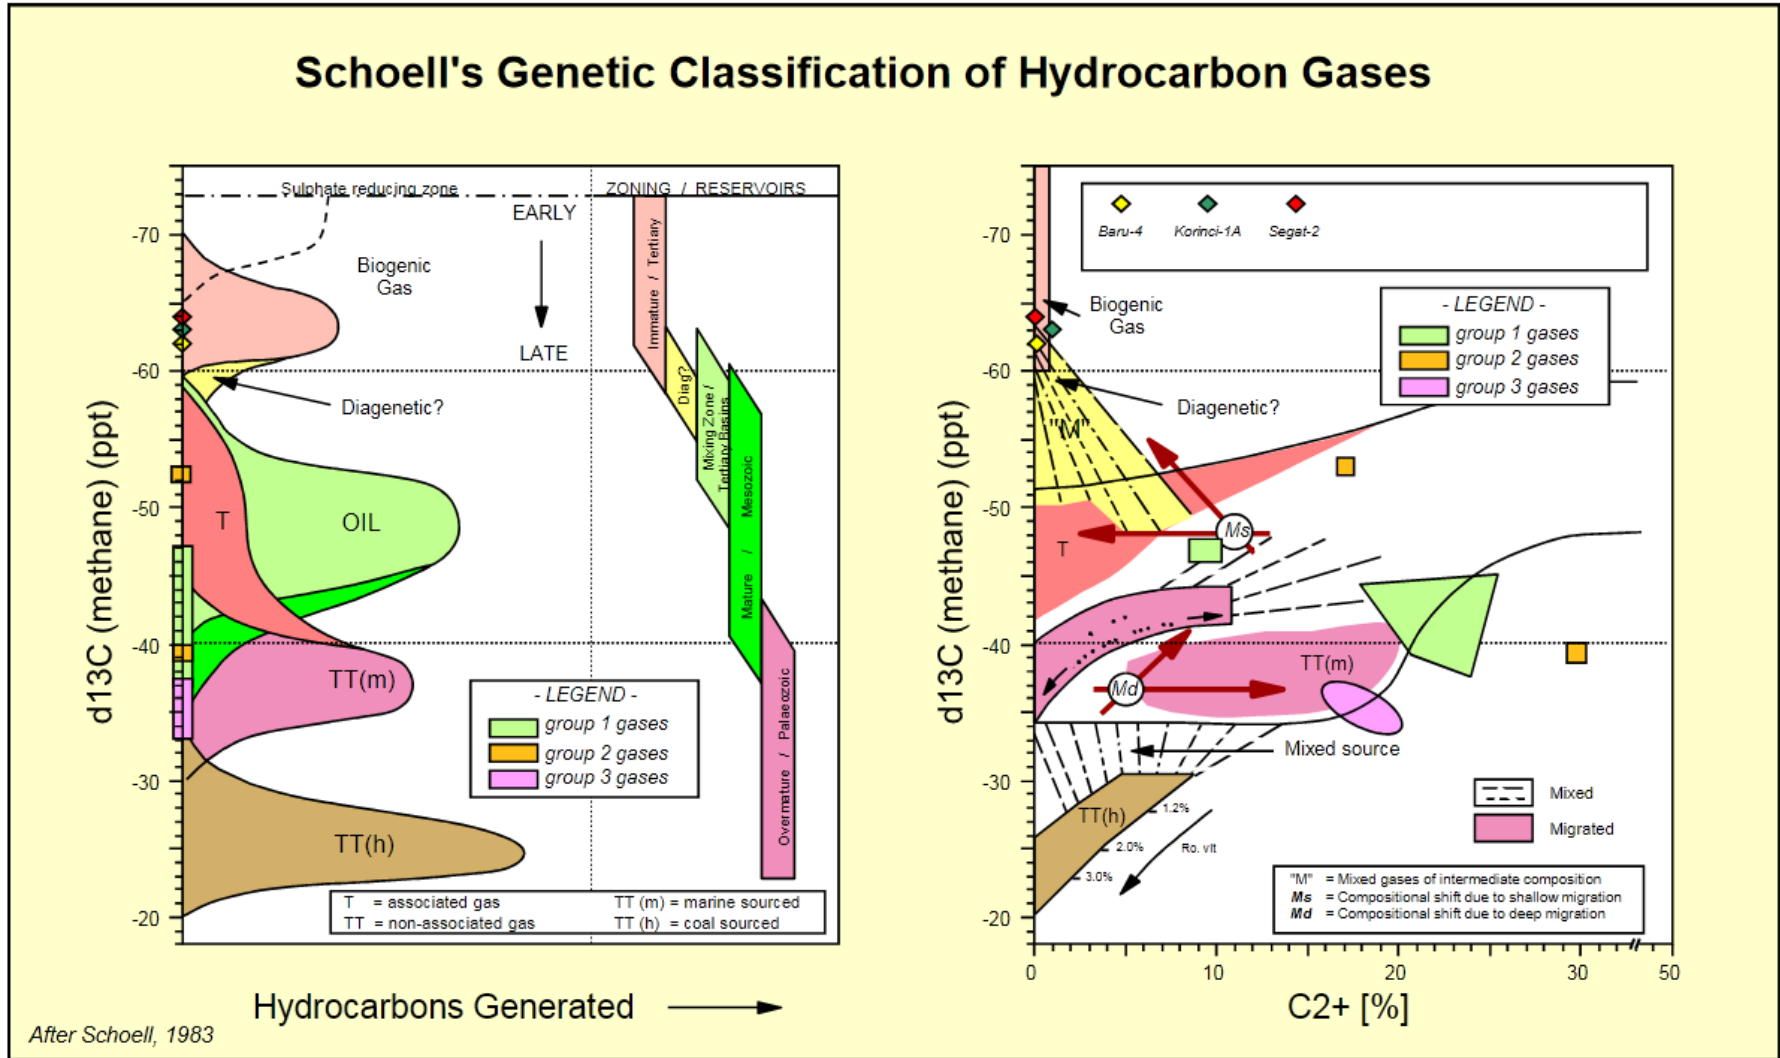 Schoell's Genetic Classification of Hydrocarbon Gases
d13C (methane) (ppt)
-70
-60
-50
-40
-30
-20
Sulphate reducing zone
ZONING / RESERVOIRS
EARLY
LATE
Biogenic
Gas
Diagenetic?
T
OIL
TT(m)
TT(h)
Immature / Tertiary
Diag?
Mixing Zone /
Tertiary Basins
Mature / Mesozoic
Overmature / Palaeozoic
- LEGEND -
group 1 gases
group 2 gases
group 3 gases
T = associated gas
TT = non-associated gas
TT (m) = marine sourced
TT (h) = coal sourced
Hydrocarbons Generated
After Schoell, 1983
d13C (methane) (ppt)
-70
-60
-50
-40
-30
-20
Baru-4
Korinci-1A
Segat-2
- LEGEND -
group 1 gases
group 2 gases
group 3 gases
Biogenic
Gas
Diagenetic?
"M"
Ms
T
TT(m)
Md
Mixed source
TT(h)
1.2%
2.0%
3.0%
Ro. vit
Mixed
Migrated
"M" = Mixed gases of intermediate composition
Ms = Compositional shift due to shallow migration
Md = Compositional shift due to deep migration
0
10
20
30
50
C2+ [%]